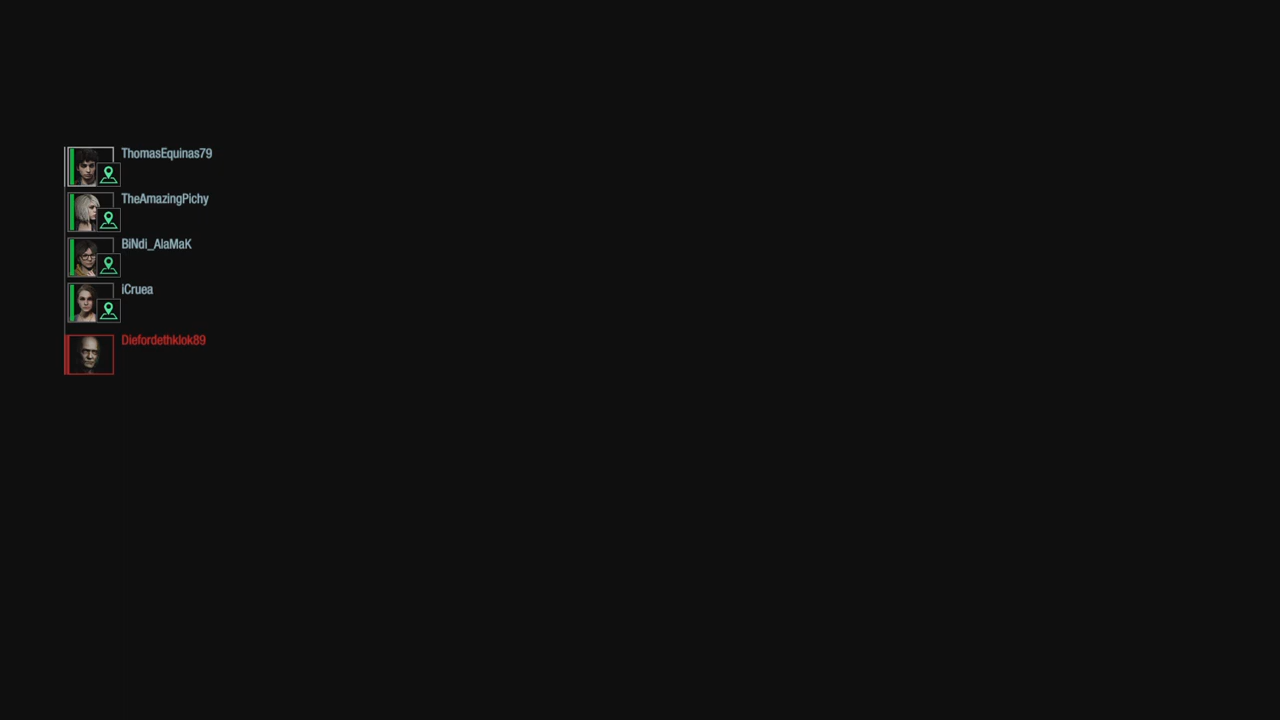 ThomasEquinas79
TheAmazingPichy
BiNdi_AlaMaK
iCruea
Diefordethklok89